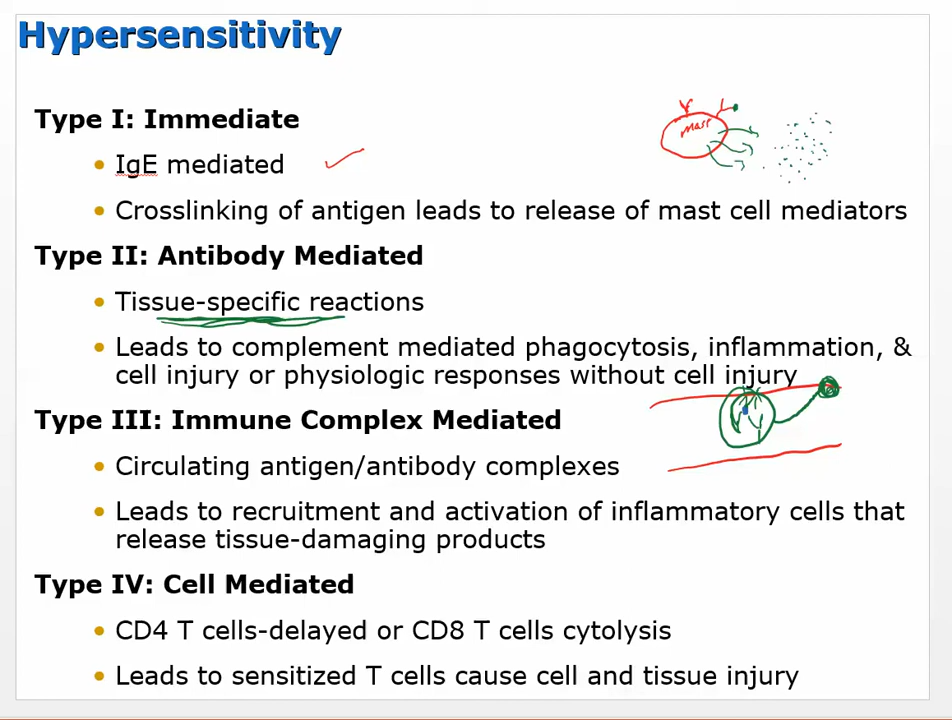 Hypersensitivity
Type I: Immediate
Mast
• IgE mediated
• Crosslinking of antigen leads to release of mast cell mediators
Type II: Antibody Mediated
• Tissue-specific reactions
• Leads to complement mediated phagocytosis, inflammation, &
cell injury or physiologic responses without cell injury
Type III: Immune Complex Mediated
• Circulating antigen/antibody complexes
• Leads to recruitment and activation of inflammatory cells that
release tissue-damaging products
Type IV: Cell Mediated
• CD4 T cells-delayed or CD8 T cells cytolysis
• Leads to sensitized T cells cause cell and tissue injury